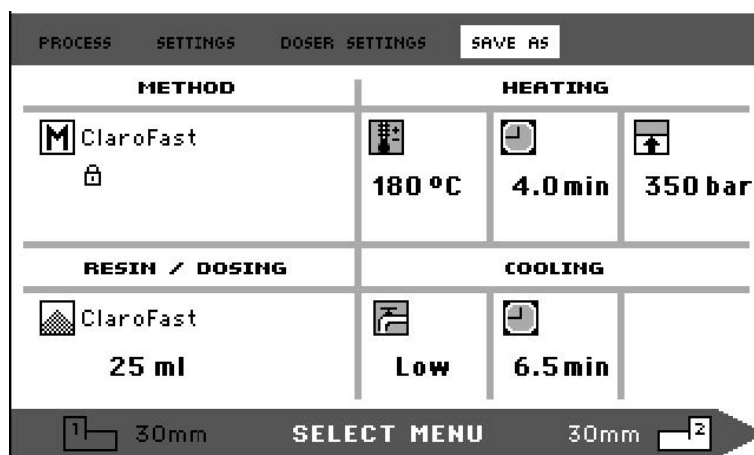 PROCESS SETTINGS DOSER SETTINGS SAVE AS
METHOD HEATING
M ClaroFast
180 ºC 4.0 min 350 bar
RESIN / DOSING COOLING
ClaroFast
25 ml Low 6.5 min
1 30mm SELECT MENU 30mm 2